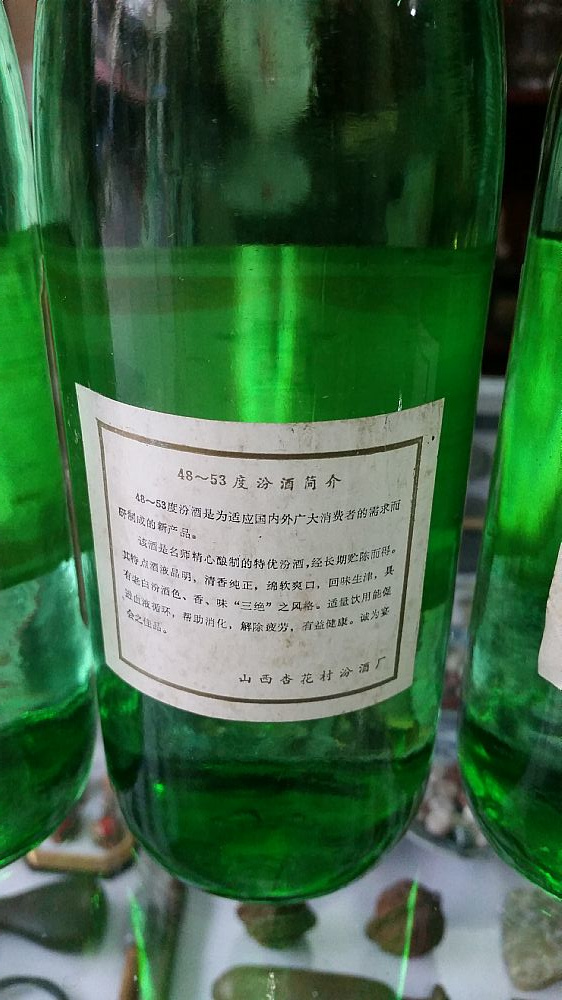 48～53度汾酒简介
48～53度汾酒是为适应国内外广大消费者的需求而
研制成的新产品。
该酒是名师精心酿制的特优汾酒,经长期贮陈而得。
其特点酒液晶明，清香纯正，绵软爽口，回味生津，具
有老白汾酒色、香、味“三绝”之风格。适量饮用能促
进血液循环，帮助消化，解除疲劳，有益健康。诚为宴
会之佳品。
山西杏花村汾酒厂